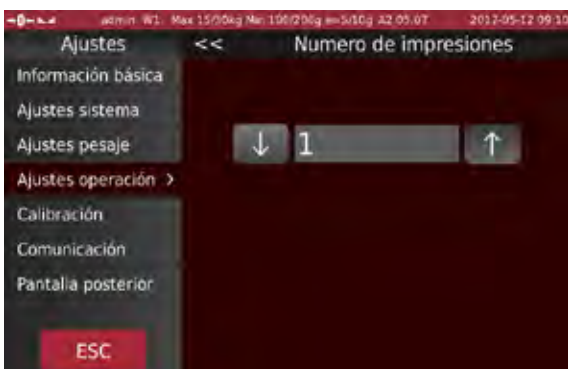 admin W1 Max 15/30kg Min 100/200g e=5/10g A2.05.07 2012-05-12 09:10
Ajustes << Numero de impresiones
Información básica
Ajustes sistema
Ajustes pesaje
↓ 1 ↑
Ajustes operación >
Calibración
Comunicación
Pantalla posterior
ESC